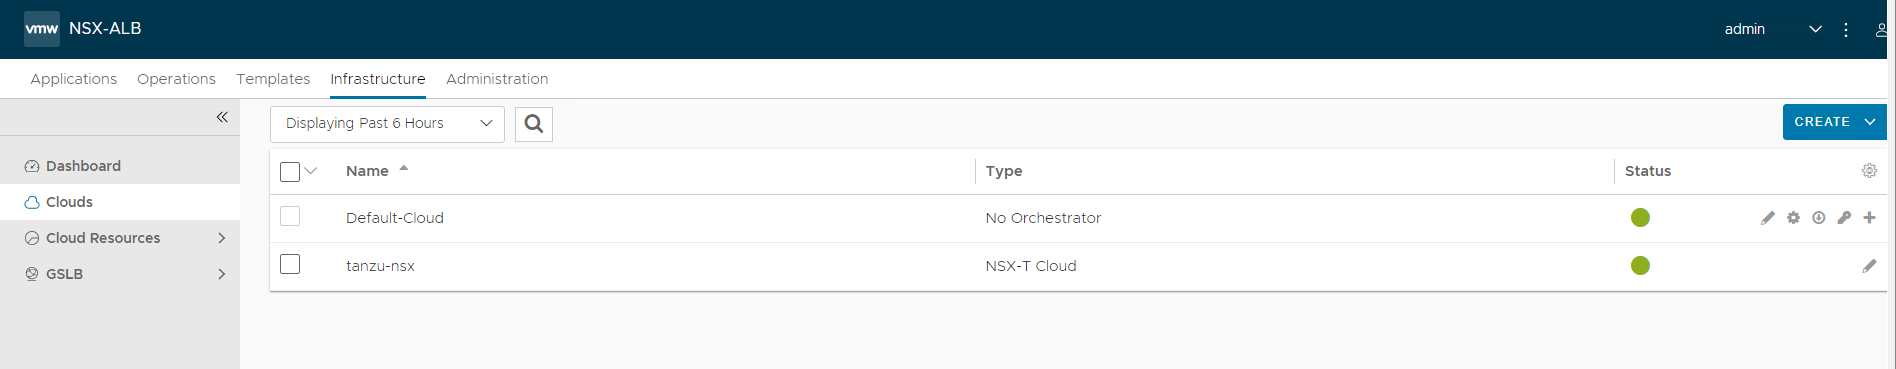 vmw NSX-ALB admin
Applications Operations Templates Infrastructure Administration
Displaying Past 6 Hours CREATE
Dashboard
Clouds
Cloud Resources
GSLB
Name Type Status
Default-Cloud No Orchestrator
tanzu-nsx NSX-T Cloud